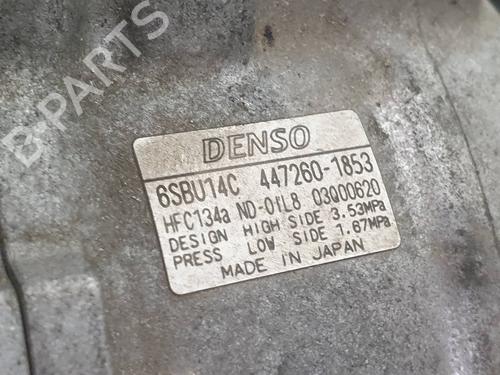 B-PARTS
DENSO
6SBU14C 447260-1853
HFC134a ND-OIL8 03000620
DESIGN HIGH SIDE 3.53MPa
PRESS LOW SIDE 1.67MPa
MADE IN JAPAN